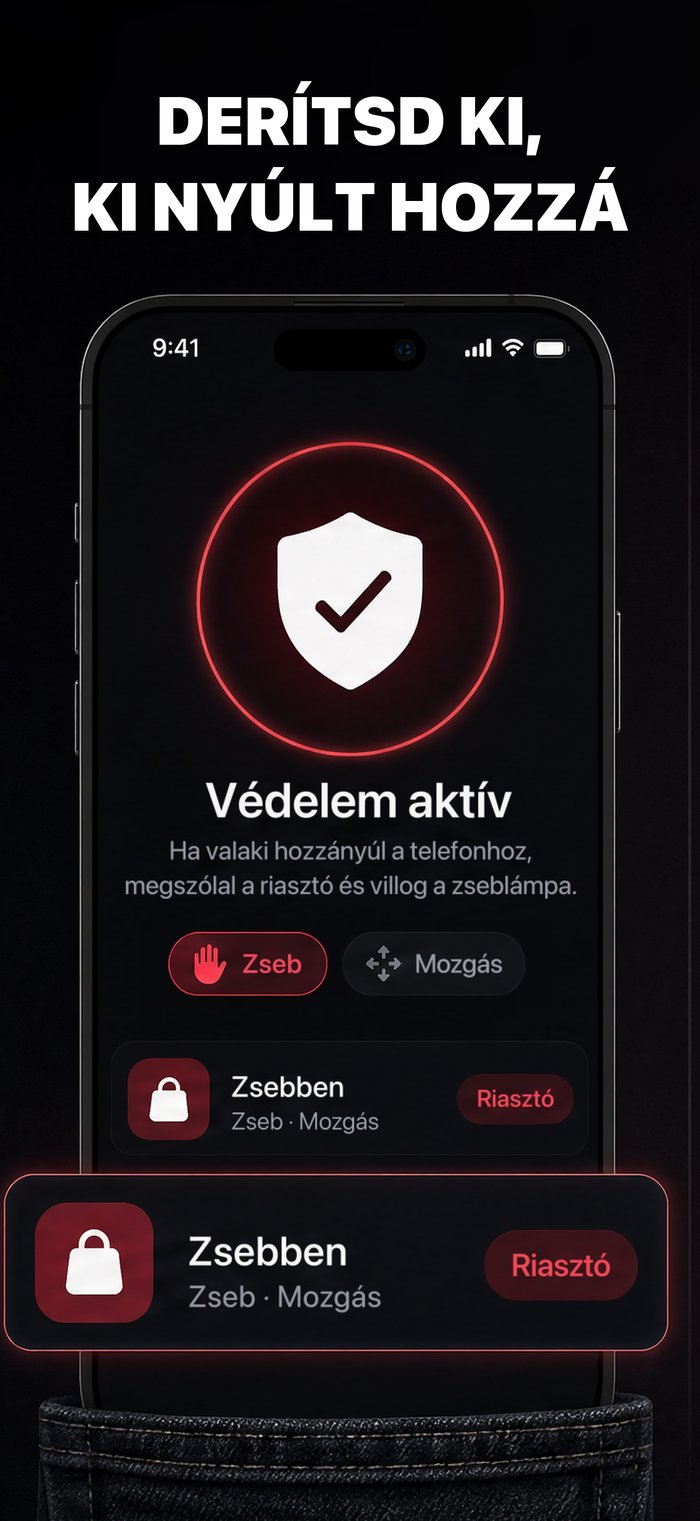 DERÍTSD KI,
KI NYÚLT HOZZÁ
9:41
Védelem aktív
Ha valaki hozzányúl a telefonhoz,
megszólal a riasztó és villog a zseblámpa.
Zseb
Mozgás
Zsebben
Zseb · Mozgás
Riasztó
Zsebben
Zseb · Mozgás
Riasztó